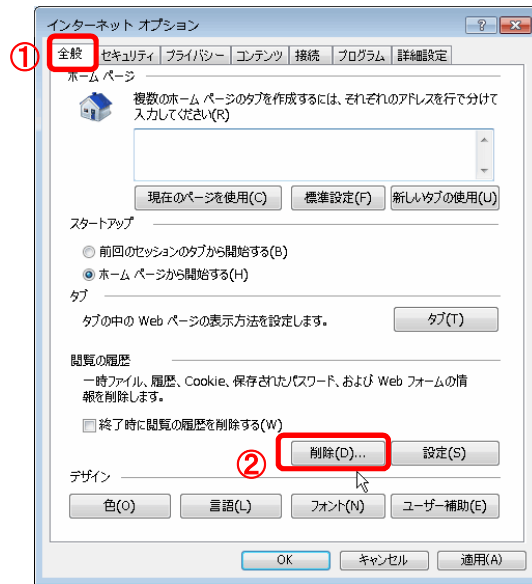 インターネット オプション
①
全般 セキュリティ プライバシー コンテンツ 接続 プログラム 詳細設定
ホーム ページ
複数のホーム ページのタブを作成するには、それぞれのアドレスを行で分けて
入力してください(R)
現在のページを使用(C) 標準設定(F) 新しいタブの使用(U)
スタートアップ
前回のセッションのタブから開始する(B)
ホーム ページから開始する(H)
タブ
タブの中の Web ページの表示方法を設定します。 タブ(T)
閲覧の履歴
一時ファイル、履歴、Cookie、保存されたパスワード、および Web フォームの情
報を削除します。
終了時に閲覧の履歴を削除する(W)
② 削除(D)... 設定(S)
デザイン
色(O) 言語(L) フォント(N) ユーザー補助(E)
OK キャンセル 適用(A)